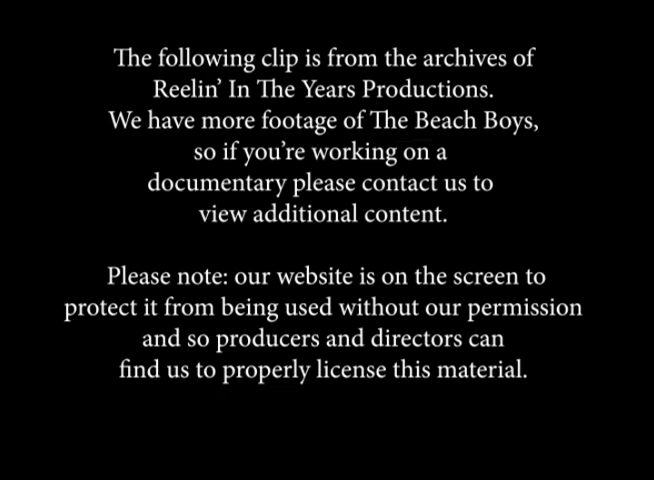 The following clip is from the archives of
Reelin’ In The Years Productions.
We have more footage of The Beach Boys,
so if you’re working on a
documentary please contact us to
view additional content.
Please note: our website is on the screen to
protect it from being used without our permission
and so producers and directors can
find us to properly license this material.